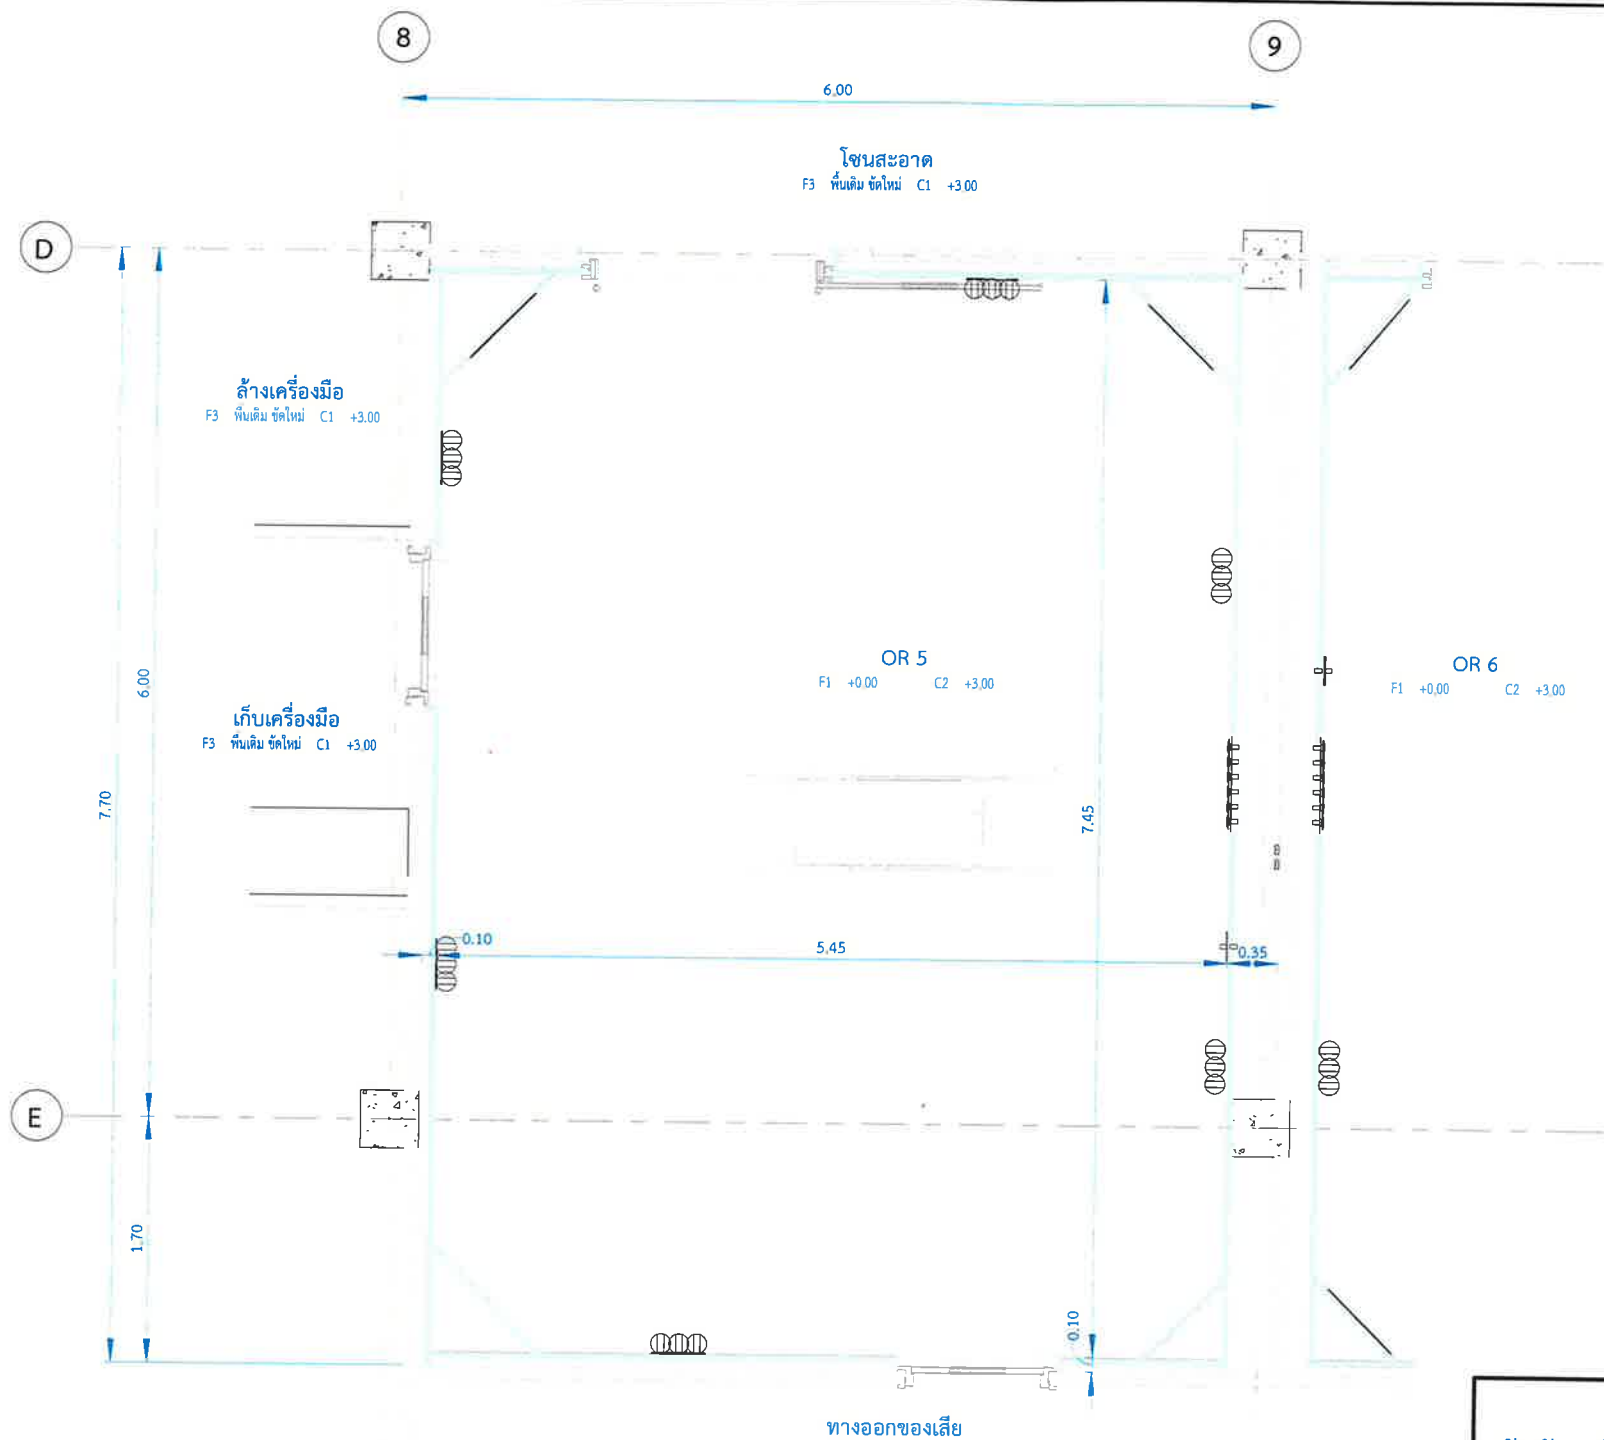 8
9
6.00
โซนสะอาด
F3 พื้นเดิม ขัดใหม่ C1 +3.00
D
ล้างเครื่องมือ
F3 พื้นเดิม ขัดใหม่ C1 +3.00
6.00
OR 5
F1 +0.00 C2 +3.00
OR 6
F1 +0.00 C2 +3.00
เก็บเครื่องมือ
F3 พื้นเดิม ขัดใหม่ C1 +3.00
7.70
7.45
0.10
5.45
0.35
E
1.70
0.10
ทางออกของเสีย